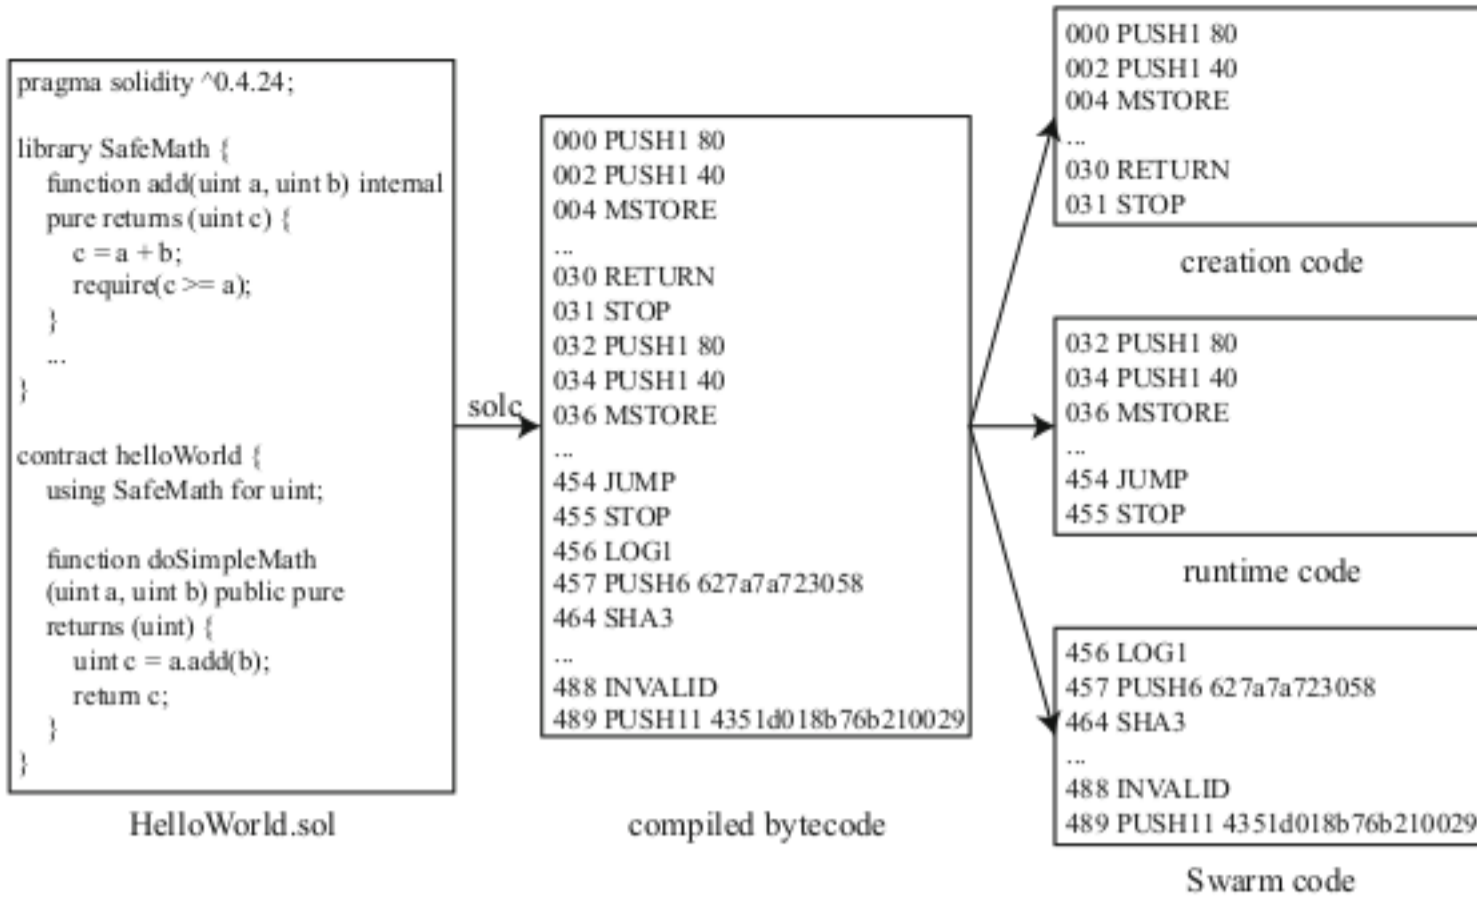 pragma solidity ^0.4.24;
library SafeMath {
function add(uint a, uint b) internal
pure returns (uint c) {
c = a + b;
require(c >= a);
}
...
}
contract helloWorld {
using SafeMath for uint;
function doSimpleMath
(uint a, uint b) public pure
returns (uint) {
uint c = a.add(b);
return c;
}
}
HelloWorld.sol
solc
000 PUSH1 80
002 PUSH1 40
004 MSTORE
...
030 RETURN
031 STOP
032 PUSH1 80
034 PUSH1 40
036 MSTORE
...
454 JUMP
455 STOP
456 LOG1
457 PUSH6 627a7a723058
464 SHA3
...
488 INVALID
489 PUSH11 4351d018b76b210029
compiled bytecode
000 PUSH1 80
002 PUSH1 40
004 MSTORE
...
030 RETURN
031 STOP
creation code
032 PUSH1 80
034 PUSH1 40
036 MSTORE
...
454 JUMP
455 STOP
runtime code
456 LOG1
457 PUSH6 627a7a723058
464 SHA3
...
488 INVALID
489 PUSH11 4351d018b76b210029
Swarm code